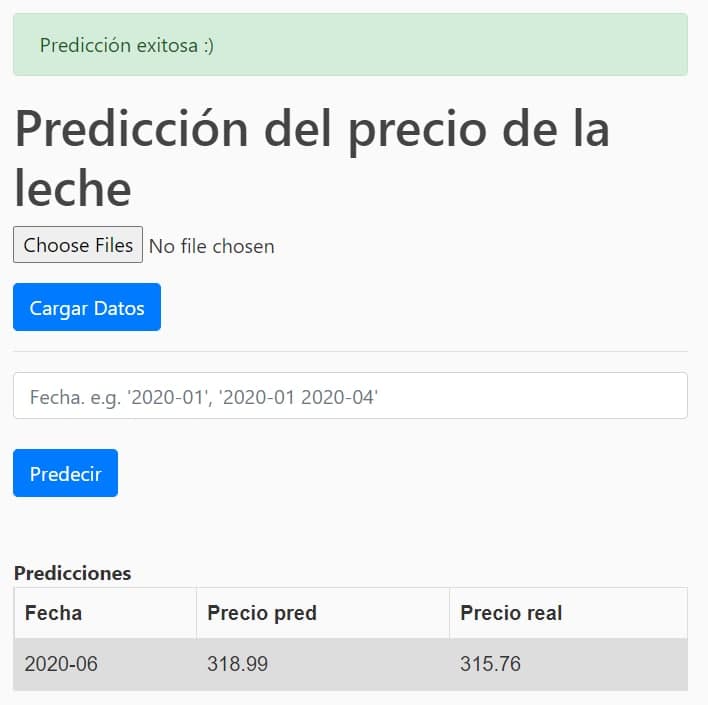 Predicción exitosa :)
Predicción del precio de la
leche
Choose Files No file chosen
Cargar Datos
Fecha. e.g. '2020-01', '2020-01 2020-04'
Predecir
Predicciones
Fecha Precio pred Precio real
2020-06 318.99 315.76